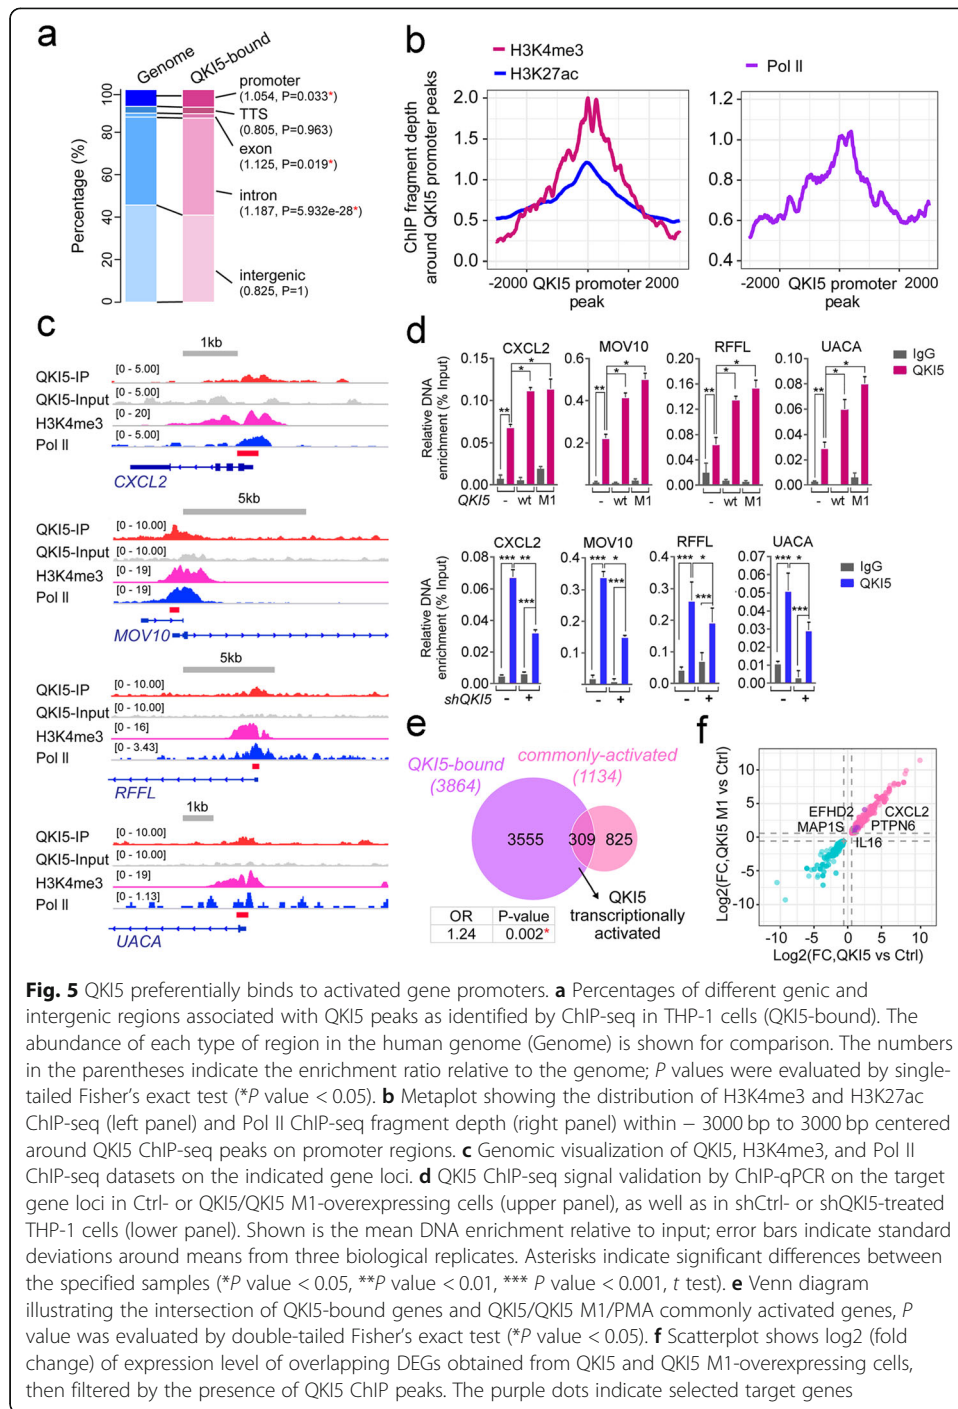 a
Genome
QKI5-bound
Percentage (%)
100
80
60
40
20
0
promoter
(1.054, P=0.033*)
TTS
(0.805, P=0.963)
exon
(1.125, P=0.019*)
intron
(1.187, P=5.932e-28*)
intergenic
(0.825, P=1)
b
H3K4me3
H3K27ac
ChIP fragment depth
around QKI5 promoter peaks
2.0
1.5
1.0
0.5
0.0
-2000 QKI5 promoter 2000
peak
Pol II
1.2
1.0
0.8
0.6
0.4
-2000 QKI5 promoter 2000
peak
c
1kb
QKI5-IP [0 - 5.00]
QKI5-Input [0 - 5.00]
H3K4me3 [0 - 20]
Pol II [0 - 5.00]
CXCL2
5kb
QKI5-IP [0 - 10.00]
QKI5-Input [0 - 10.00]
H3K4me3 [0 - 19]
Pol II [0 - 19]
MOV10
5kb
QKI5-IP [0 - 10.00]
QKI5-Input [0 - 10.00]
H3K4me3 [0 - 16]
Pol II [0 - 3.43]
RFFL
1kb
QKI5-IP [0 - 10.00]
QKI5-Input [0 - 10.00]
H3K4me3 [0 - 19]
Pol II [0 - 1.13]
UACA
d
Relative DNA
enrichment (% Input)
CXCL2
0.15
0.10
0.05
0.00
** * *
MOV10
0.6
0.4
0.2
0.0
** * *
RFFL
0.20
0.16
0.12
0.08
0.04
0.00
** * *
UACA
0.10
0.08
0.06
0.04
0.02
0.00
** * *
IgG
QKI5
QKI5 - wt M1 - wt M1 - wt M1 - wt M1
Relative DNA
enrichment (% Input)
CXCL2
0.08
0.06
0.04
0.02
0.00
*** ** ***
MOV10
0.4
0.3
0.2
0.1
0.0
*** * ***
RFFL
0.4
0.3
0.2
0.1
0.0
*** * ***
UACA
0.07
0.06
0.05
0.04
0.03
0.02
0.01
0.00
*** * ***
IgG
QKI5
shQKI5 - + - + - + - +
e
QKI5-bound
(3864)
commonly-activated
(1134)
3555 309 825
QKI5
transcriptionally
activated
OR P-value
1.24 0.002*
f
Log2(FC,QKI5 M1 vs Ctrl)
10
5
0
-5
-10
EFHD2 CXCL2
MAP1S PTPN6
IL16
-10 -5 0 5 10
Log2(FC,QKI5 vs Ctrl)
Fig. 5 QKI5 preferentially binds to activated gene promoters. a Percentages of different genic and
intergenic regions associated with QKI5 peaks as identified by ChIP-seq in THP-1 cells (QKI5-bound). The
abundance of each type of region in the human genome (Genome) is shown for comparison. The numbers
in the parentheses indicate the enrichment ratio relative to the genome; P values were evaluated by single-
tailed Fisher's exact test (*P value < 0.05). b Metaplot showing the distribution of H3K4me3 and H3K27ac
ChIP-seq (left panel) and Pol II ChIP-seq fragment depth (right panel) within − 3000 bp to 3000 bp centered
around QKI5 ChIP-seq peaks on promoter regions. c Genomic visualization of QKI5, H3K4me3, and Pol II
ChIP-seq datasets on the indicated gene loci. d QKI5 ChIP-seq signal validation by ChIP-qPCR on the target
gene loci in Ctrl- or QKI5/QKI5 M1-overexpressing cells (upper panel), as well as in shCtrl- or shQKI5-treated
THP-1 cells (lower panel). Shown is the mean DNA enrichment relative to input; error bars indicate standard
deviations around means from three biological replicates. Asterisks indicate significant differences between
the specified samples (*P value < 0.05, **P value < 0.01, *** P value < 0.001, t test). e Venn diagram
illustrating the intersection of QKI5-bound genes and QKI5/QKI5 M1/PMA commonly activated genes, P
value was evaluated by double-tailed Fisher's exact test (*P value < 0.05). f Scatterplot shows log2 (fold
change) of expression level of overlapping DEGs obtained from QKI5 and QKI5 M1-overexpressing cells,
then filtered by the presence of QKI5 ChIP peaks. The purple dots indicate selected target genes